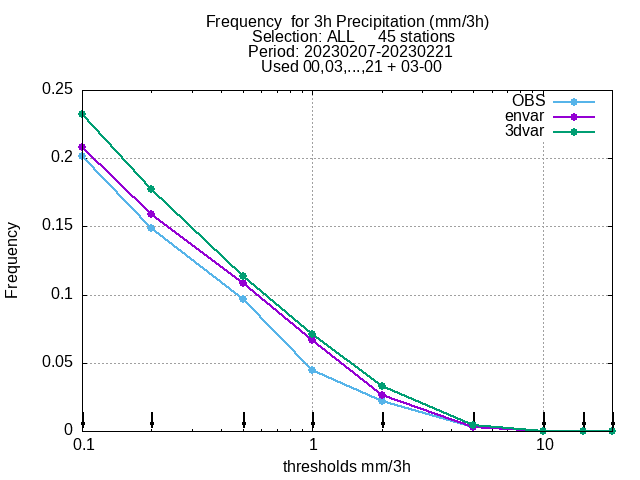 Frequency  for 3h Precipitation (mm/3h)
Selection: ALL     45 stations
Period: 20230207-20230221
Used 00,03,...,21 + 03-00
0.25
OBS
envar
3dvar
0.2
0.15
Frequency
0.1
0.05
0
0.1 1 10
thresholds mm/3h